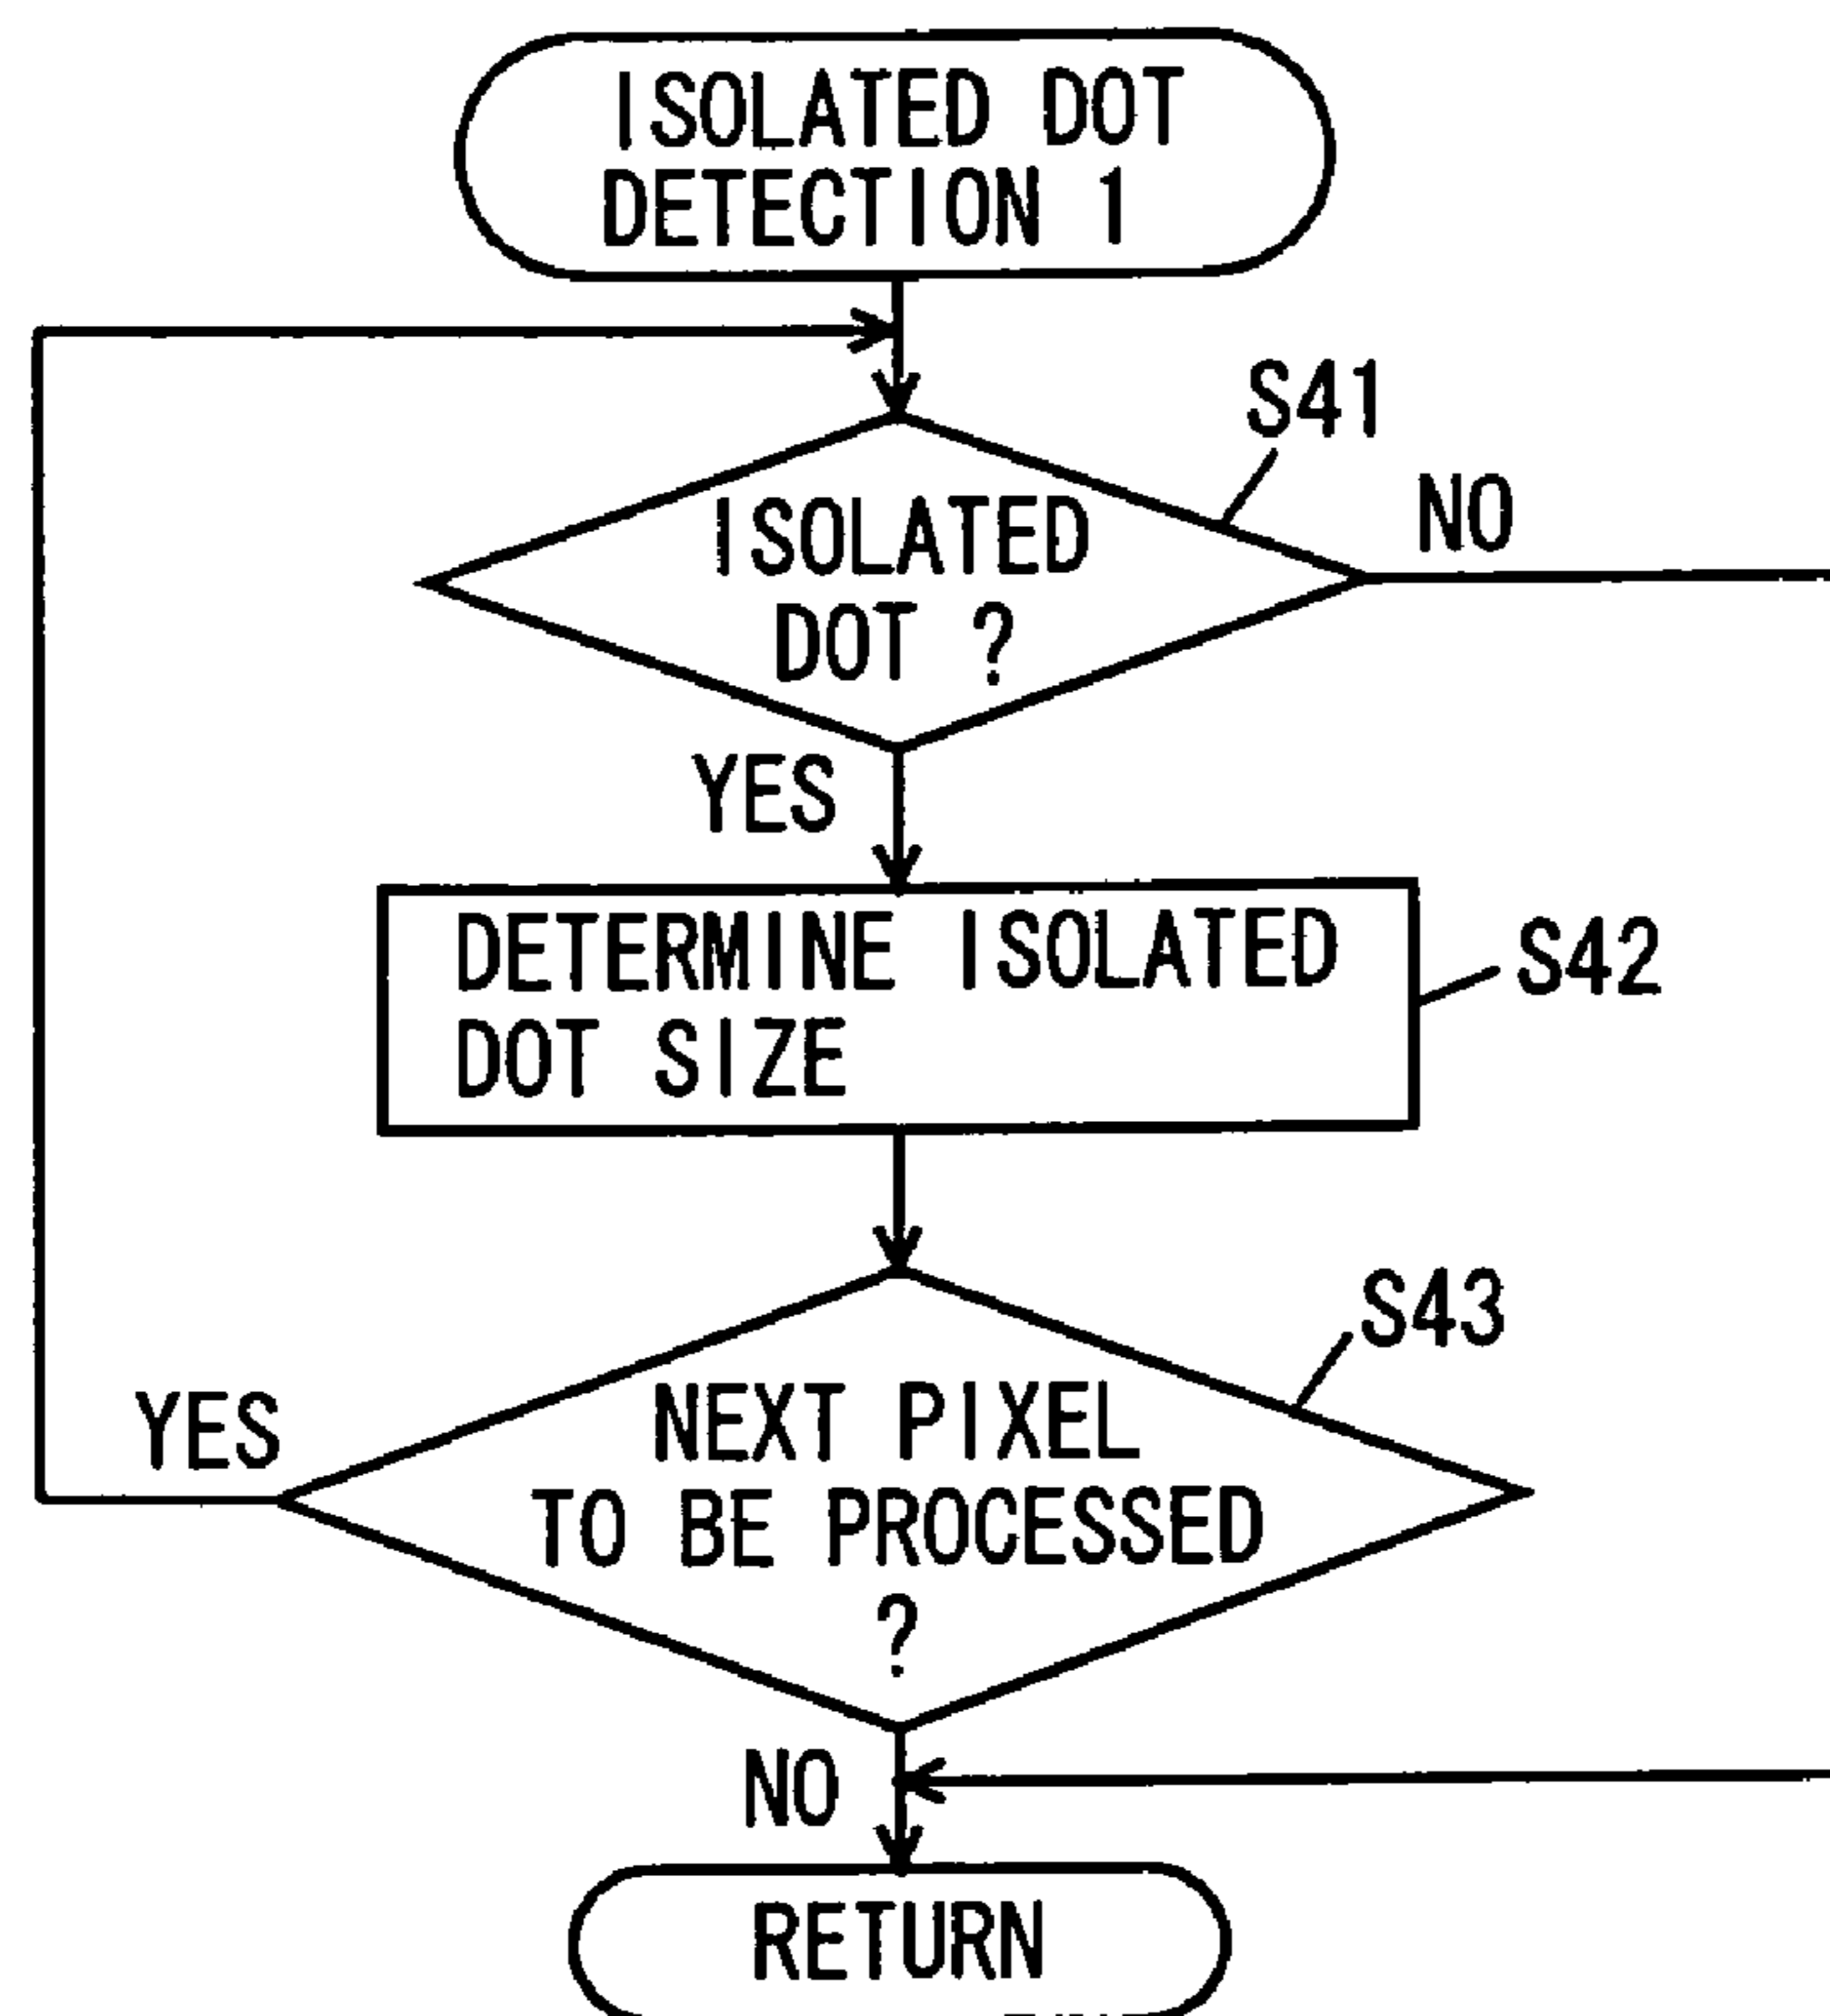 ISOLATED DOT
DETECTION 1
S41
NO
ISOLATED
DOT ?
YES
DETERMINE ISOLATED
DOT SIZE
S42
S43
YES
NEXT PIXEL
TO BE PROCESSED
?
NO
RETURN